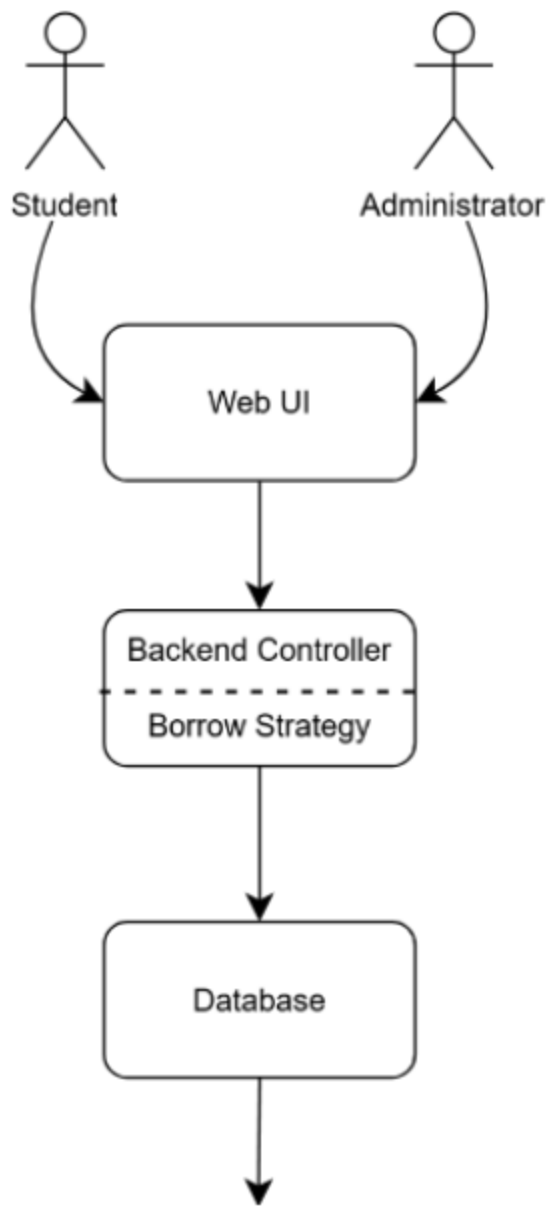 Student
Administrator
Web UI
Backend Controller
Borrow Strategy
Database